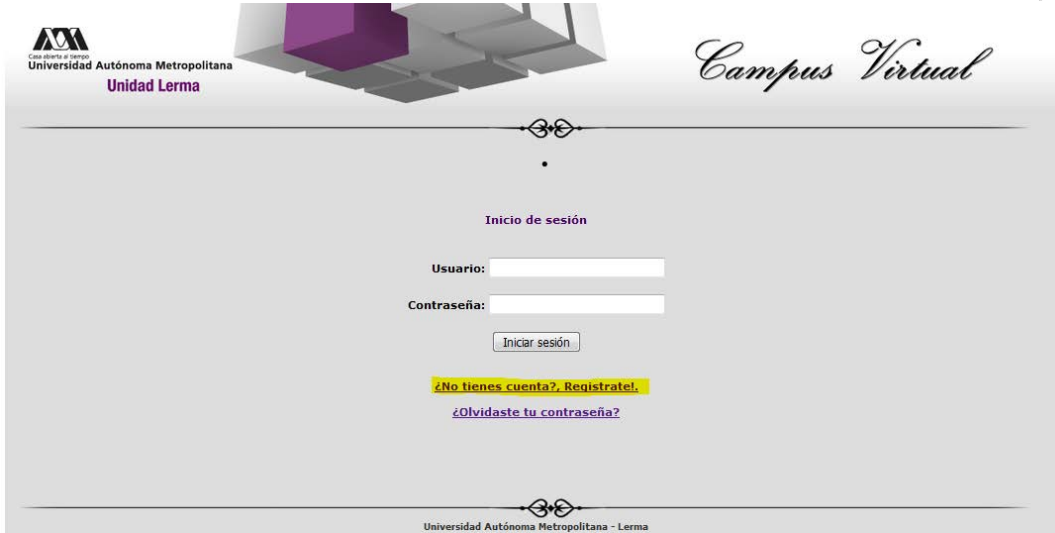 Casa abierta al tiempo
Universidad Autónoma Metropolitana
Unidad Lerma
Campus Virtual
Inicio de sesión
Usuario:
Contraseña:
Iniciar sesión
¿No tienes cuenta?, Registrate!.
¿Olvidaste tu contraseña?
Universidad Autónoma Metropolitana - Lerma